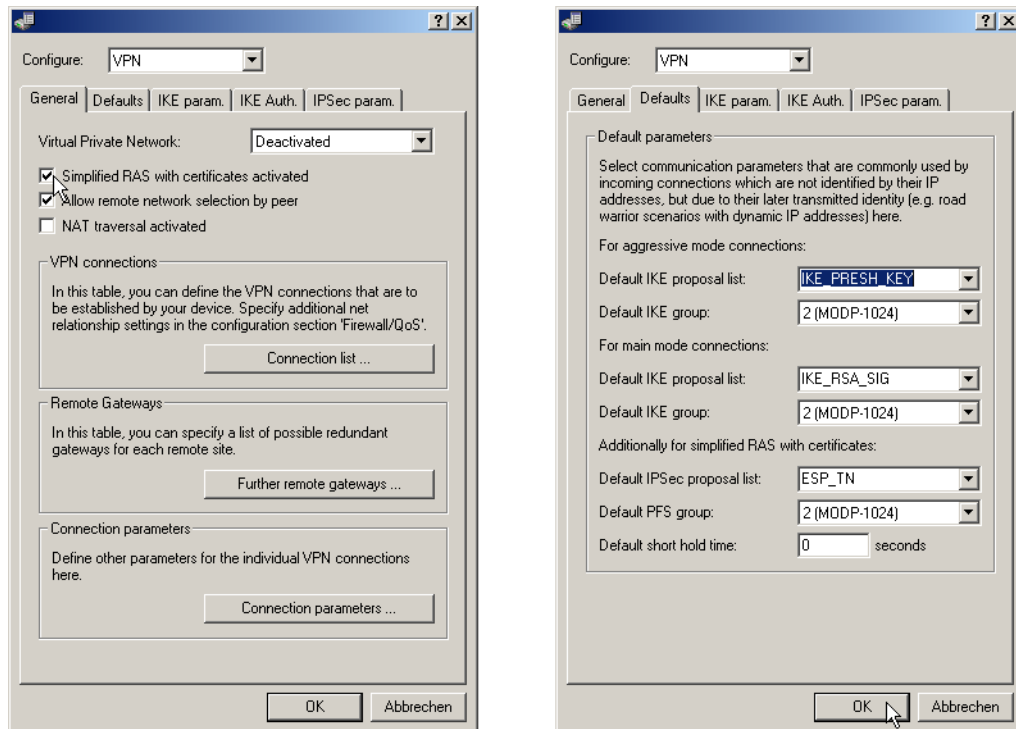 Configure: VPN
General Defaults IKE param. IKE Auth. IPSec param.
Virtual Private Network: Deactivated
Simplified RAS with certificates activated
Allow remote network selection by peer
NAT traversal activated
VPN connections
In this table, you can define the VPN connections that are to
be established by your device. Specify additional net
relationship settings in the configuration section 'Firewall/QoS'.
Connection list ...
Remote Gateways
In this table, you can specify a list of possible redundant
gateways for each remote site.
Further remote gateways ...
Connection parameters
Define other parameters for the individual VPN connections
here.
Connection parameters ...
OK Abbrechen
Configure: VPN
General Defaults IKE param. IKE Auth. IPSec param.
Default parameters
Select communication parameters that are commonly used by
incoming connections which are not identified by their IP
addresses, but due to their later transmitted identity (e.g. road
warrior scenarios with dynamic IP addresses) here.
For aggressive mode connections:
Default IKE proposal list: IKE_PRESH_KEY
Default IKE group: 2 (MODP-1024)
For main mode connections:
Default IKE proposal list: IKE_RSA_SIG
Default IKE group: 2 (MODP-1024)
Additionally for simplified RAS with certificates:
Default IPSec proposal list: ESP_TN
Default PFS group: 2 (MODP-1024)
Default short hold time: 0 seconds
OK Abbrechen